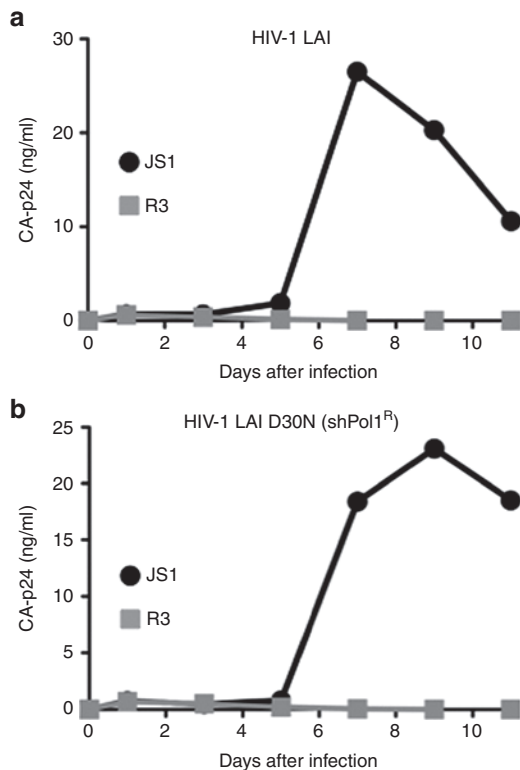 a
HIV-1 LAI
30
20
10
0
CA-p24 (ng/ml)
JS1
R3
0 2 4 6 8 10
Days after infection
b
HIV-1 LAI D30N (shPol1ᴿ)
25
20
15
10
5
0
CA-p24 (ng/ml)
JS1
R3
0 2 4 6 8 10
Days after infection